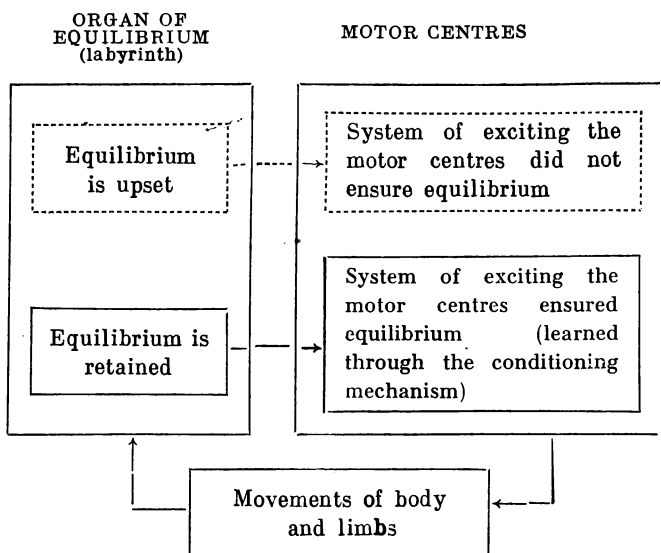 ORGAN OF
EQUILIBRIUM
(labyrinth)
MOTOR CENTRES
Equilibrium
is upset
System of exciting the
motor centres did not
ensure equilibrium
Equilibrium is
retained
System of exciting the
motor centres ensured
equilibrium (learned
through the conditioning
mechanism)
Movements of body
and limbs